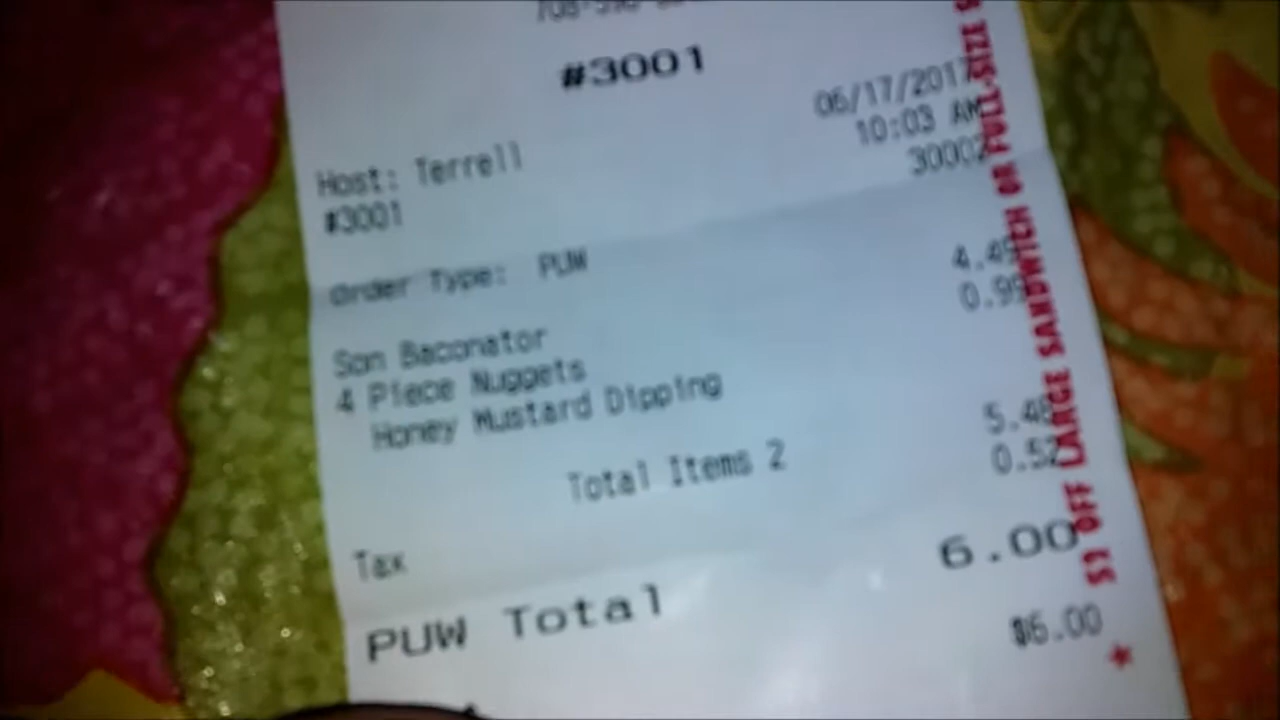 #3001
06/17/2017
10:03 AM
Host: Terrell
#3001
30002
Order Type: PUW
Son Baconator 4.49
4 Piece Nuggets 0.99
Honey Mustard Dipping
Total Items 2
5.48
Tax 0.52
PUW Total 6.00
$6.00
OFF LARGE SANDWICH OR FULL-SIZE
*